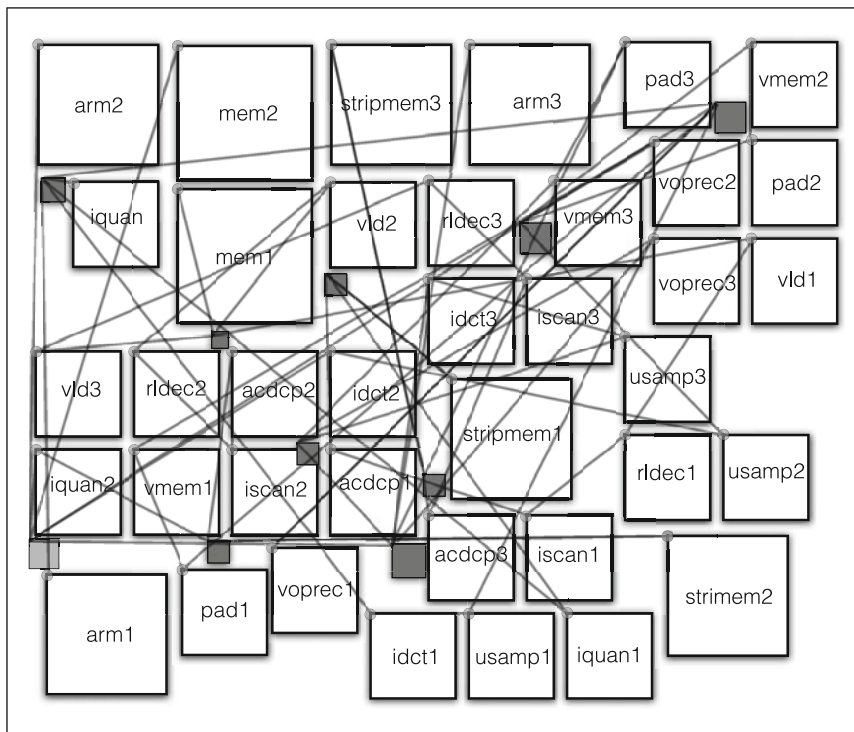 arm2
mem2
stripmem3
arm3
pad3
vmem2
iquan
mem1
vld2
rldec3
vmem3
voprec2
pad2
voprec3
vld1
idct3
iscan3
vld3
rldec2
acdcp2
idct2
stripmem1
usamp3
iquan2
vmem1
iscan2
acdcp1
rldec1
usamp2
acdcp3
iscan1
strimem2
arm1
pad1
voprec1
idct1
usamp1
iquan1